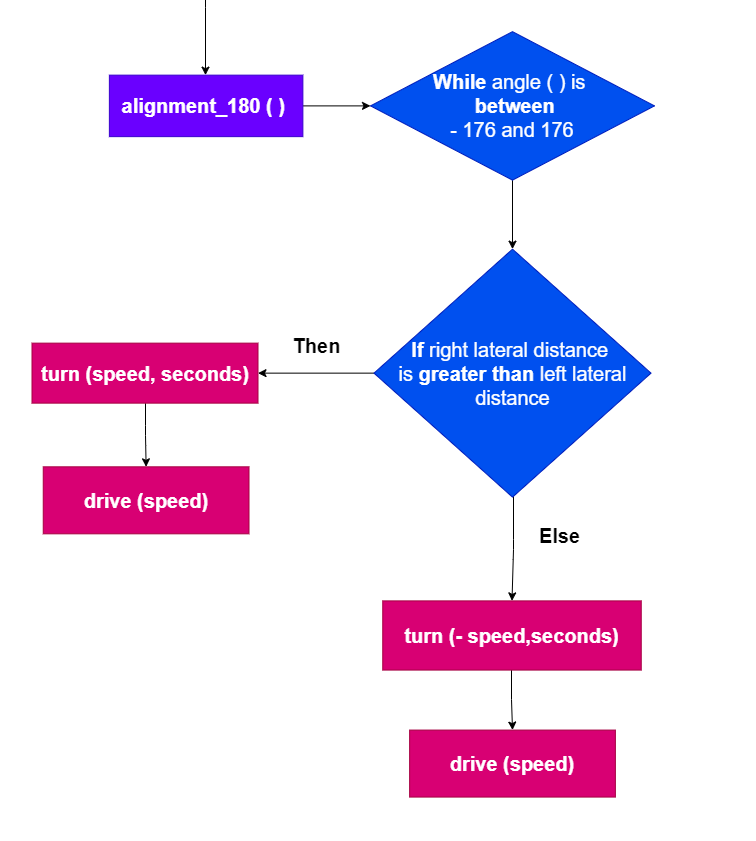 alignment_180 ( )
While angle ( ) is
between
- 176 and 176
If right lateral distance
is greater than left lateral
distance
Then
turn (speed, seconds)
drive (speed)
Else
turn (- speed,seconds)
drive (speed)